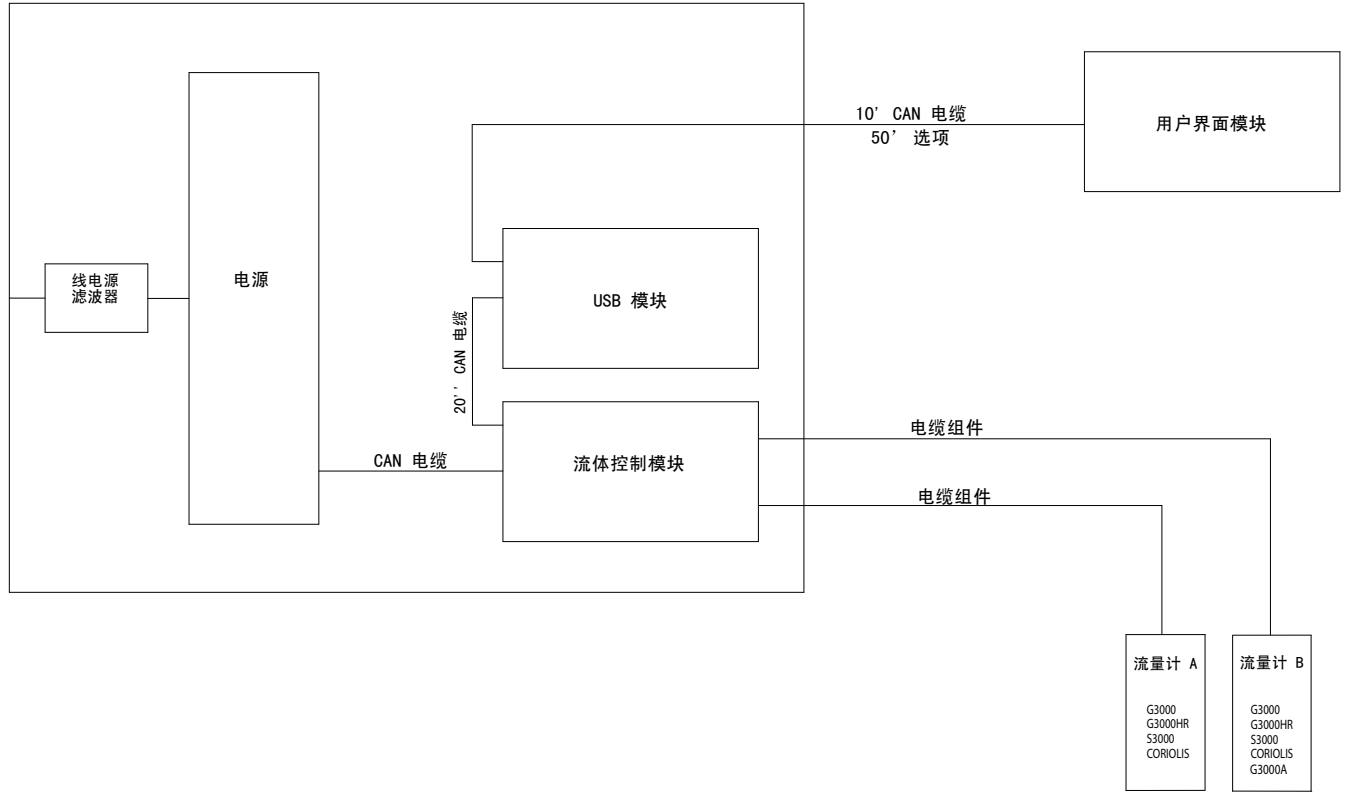 10' CAN 电缆
50' 选项
用户界面模块
线电源
滤波器
电源
USB 模块
20'' CAN 电缆
CAN 电缆
流体控制模块
电缆组件
电缆组件
流量计 A
G3000
G3000HR
S3000
CORIOLIS
流量计 B
G3000
G3000HR
S3000
CORIOLIS
G3000A